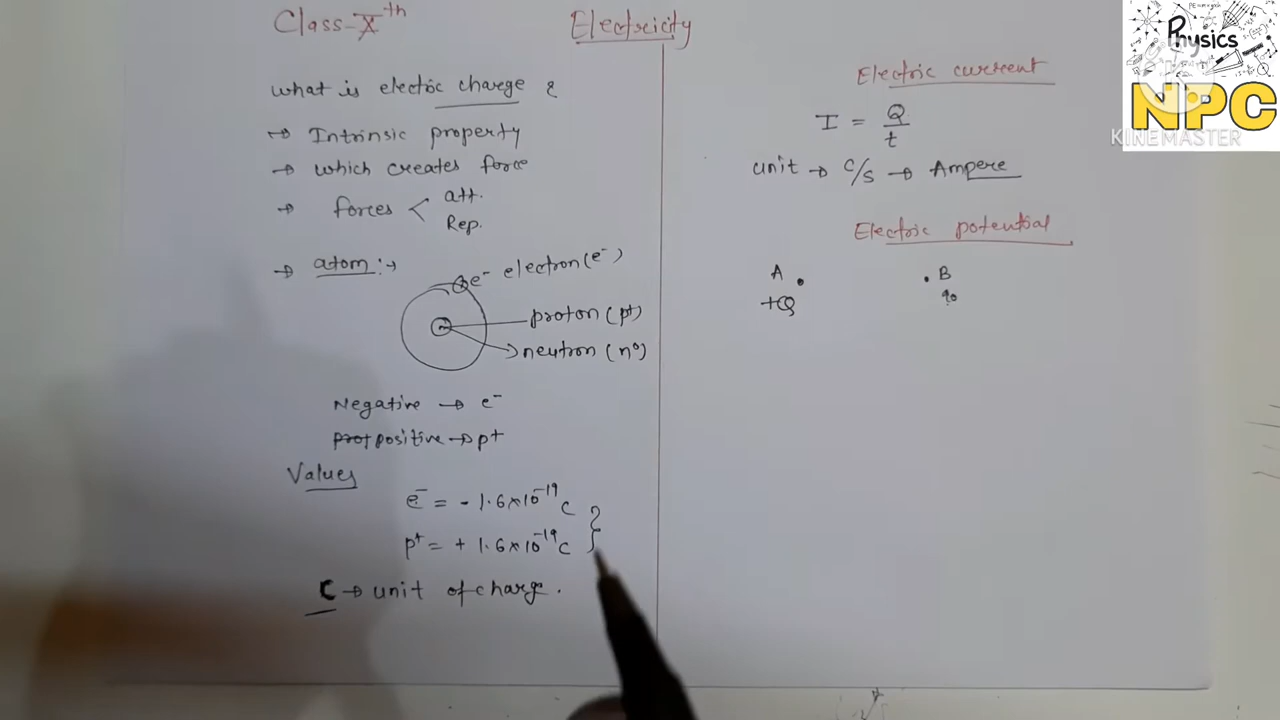 Class-Xth
Electricity
what is electric charge ?
→ Intrinsic property
→ which creates force
→ forces < att.
Rep.
→ atom :→
e- electron (e-)
proton (p+)
neutron (n0)
Negative → e-
positive → p+
Values
e- = - 1.6×10-19 C
p+ = + 1.6×10-19 C
C → unit of charge.
Electric current
I = Q/t
unit → C/S → Ampere
Electric potential
A . . B
+Q q0
Physics
NPC
KINEMASTER